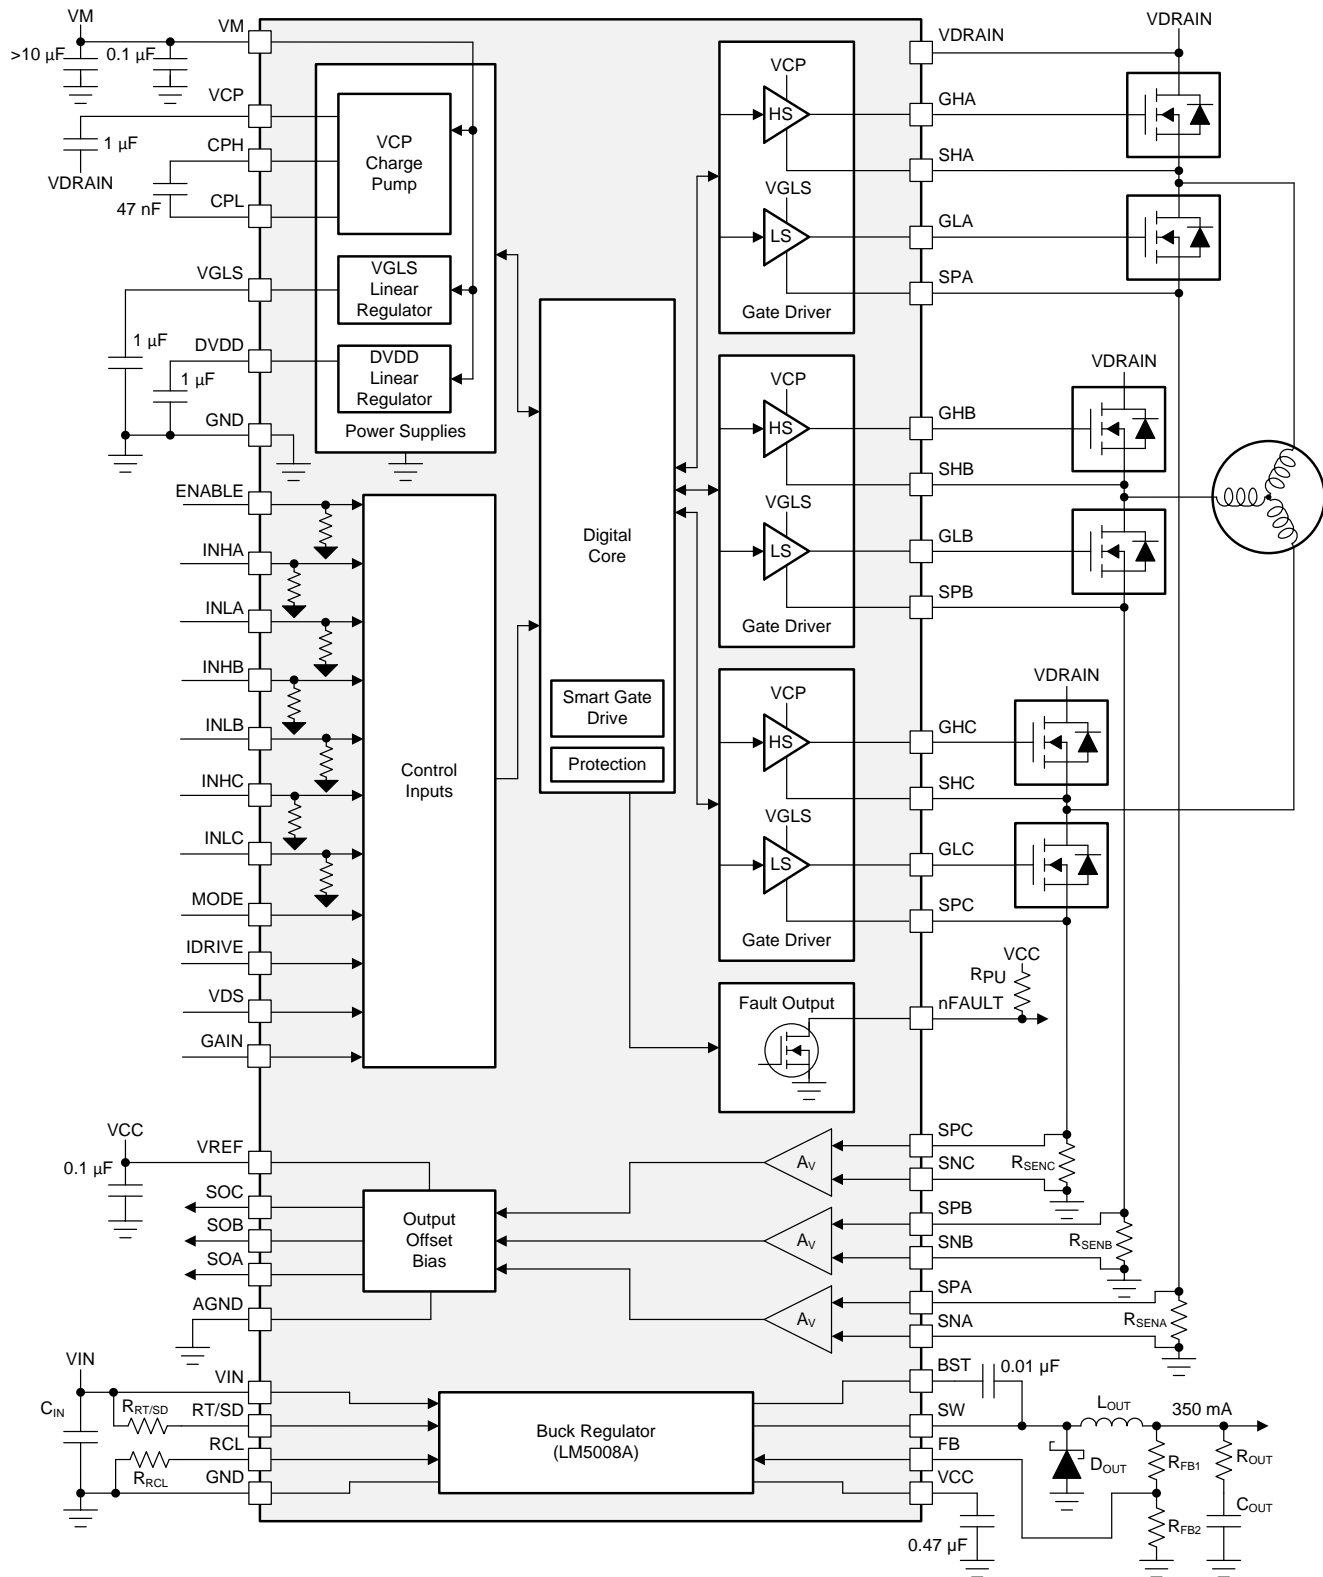 VM
>10 µF
0.1 µF
VCP
1 µF
VDRAIN
CPH
47 nF
CPL
VGLS
1 µF
DVDD
1 µF
GND
ENABLE
INHA
INLA
INHB
INLB
INHC
INLC
MODE
IDRIVE
VDS
GAIN
VCC
VREF
0.1 µF
SOC
SOB
SOA
AGND
VIN
VIN
CIN
RRT/SD
RT/SD
RCL
RRCL
GND
VM
VCP
Charge
Pump
VGLS
Linear
Regulator
DVDD
Linear
Regulator
Power Supplies
Control
Inputs
Digital
Core
Smart Gate
Drive
Protection
Output
Offset
Bias
Buck Regulator
(LM5008A)
VCP
HS
VGLS
LS
Gate Driver
VCP
HS
VGLS
LS
Gate Driver
VCP
HS
VGLS
LS
Gate Driver
Fault Output
AV
AV
AV
VDRAIN
VDRAIN
GHA
SHA
GLA
SPA
VDRAIN
GHB
SHB
GLB
SPB
VDRAIN
GHC
SHC
GLC
SPC
VCC
RPU
nFAULT
SPC
SNC
RSENC
SPB
SNB
RSENB
SPA
SNA
RSENA
BST
0.01 µF
SW
LOUT
350 mA
FB
DOUT
RFB1
ROUT
VCC
0.47 µF
RFB2
COUT